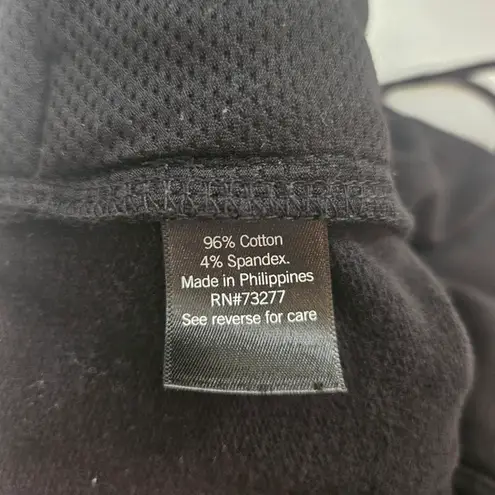 96% Cotton
4% Spandex.
Made in Philippines
RN#73277
See reverse for care